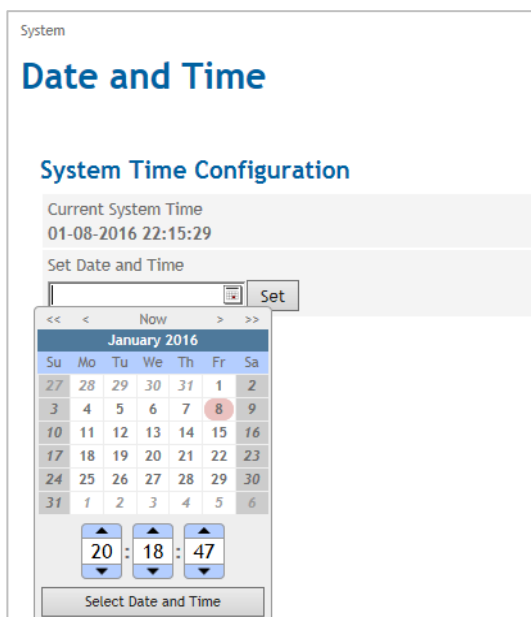 System
Date and Time
System Time Configuration
Current System Time
01-08-2016 22:15:29
Set Date and Time
Set
<< < Now > >>
January 2016
Su Mo Tu We Th Fr Sa
27 28 29 30 31 1 2
3 4 5 6 7 8 9
10 11 12 13 14 15 16
17 18 19 20 21 22 23
24 25 26 27 28 29 30
31 1 2 3 4 5 6
20 : 18 : 47
Select Date and Time